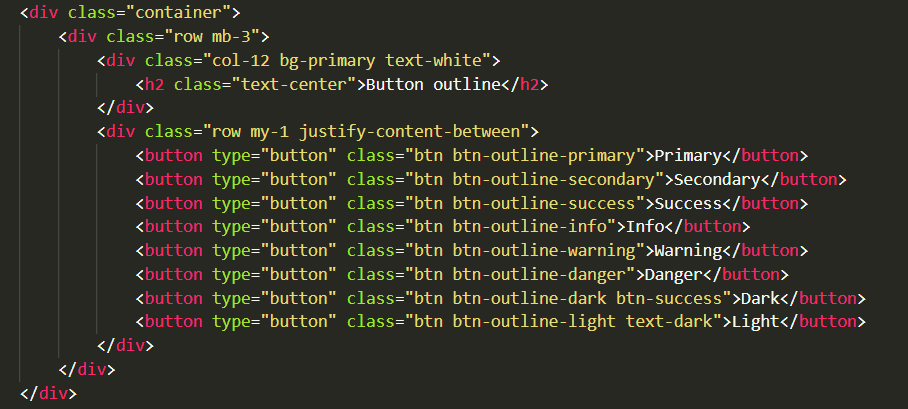 <div class="container">
<div class="row mb-3">
<div class="col-12 bg-primary text-white">
<h2 class="text-center">Button outline</h2>
</div>
<div class="row my-1 justify-content-between">
<button type="button" class="btn btn-outline-primary">Primary</button>
<button type="button" class="btn btn-outline-secondary">Secondary</button>
<button type="button" class="btn btn-outline-success">Success</button>
<button type="button" class="btn btn-outline-info">Info</button>
<button type="button" class="btn btn-outline-warning">Warning</button>
<button type="button" class="btn btn-outline-danger">Danger</button>
<button type="button" class="btn btn-outline-dark btn-success">Dark</button>
<button type="button" class="btn btn-outline-light text-dark">Light</button>
</div>
</div>
</div>